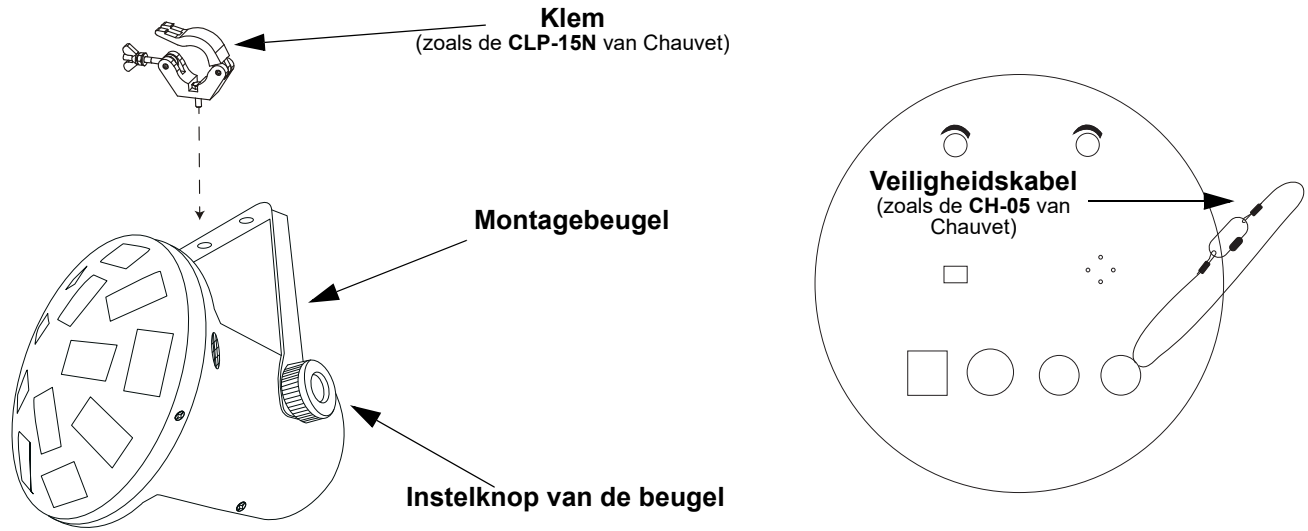 Klem
(zoals de CLP-15N van Chauvet)
Montagebeugel
Instelknop van de beugel
Veiligheidskabel
(zoals de CH-05 van
Chauvet)